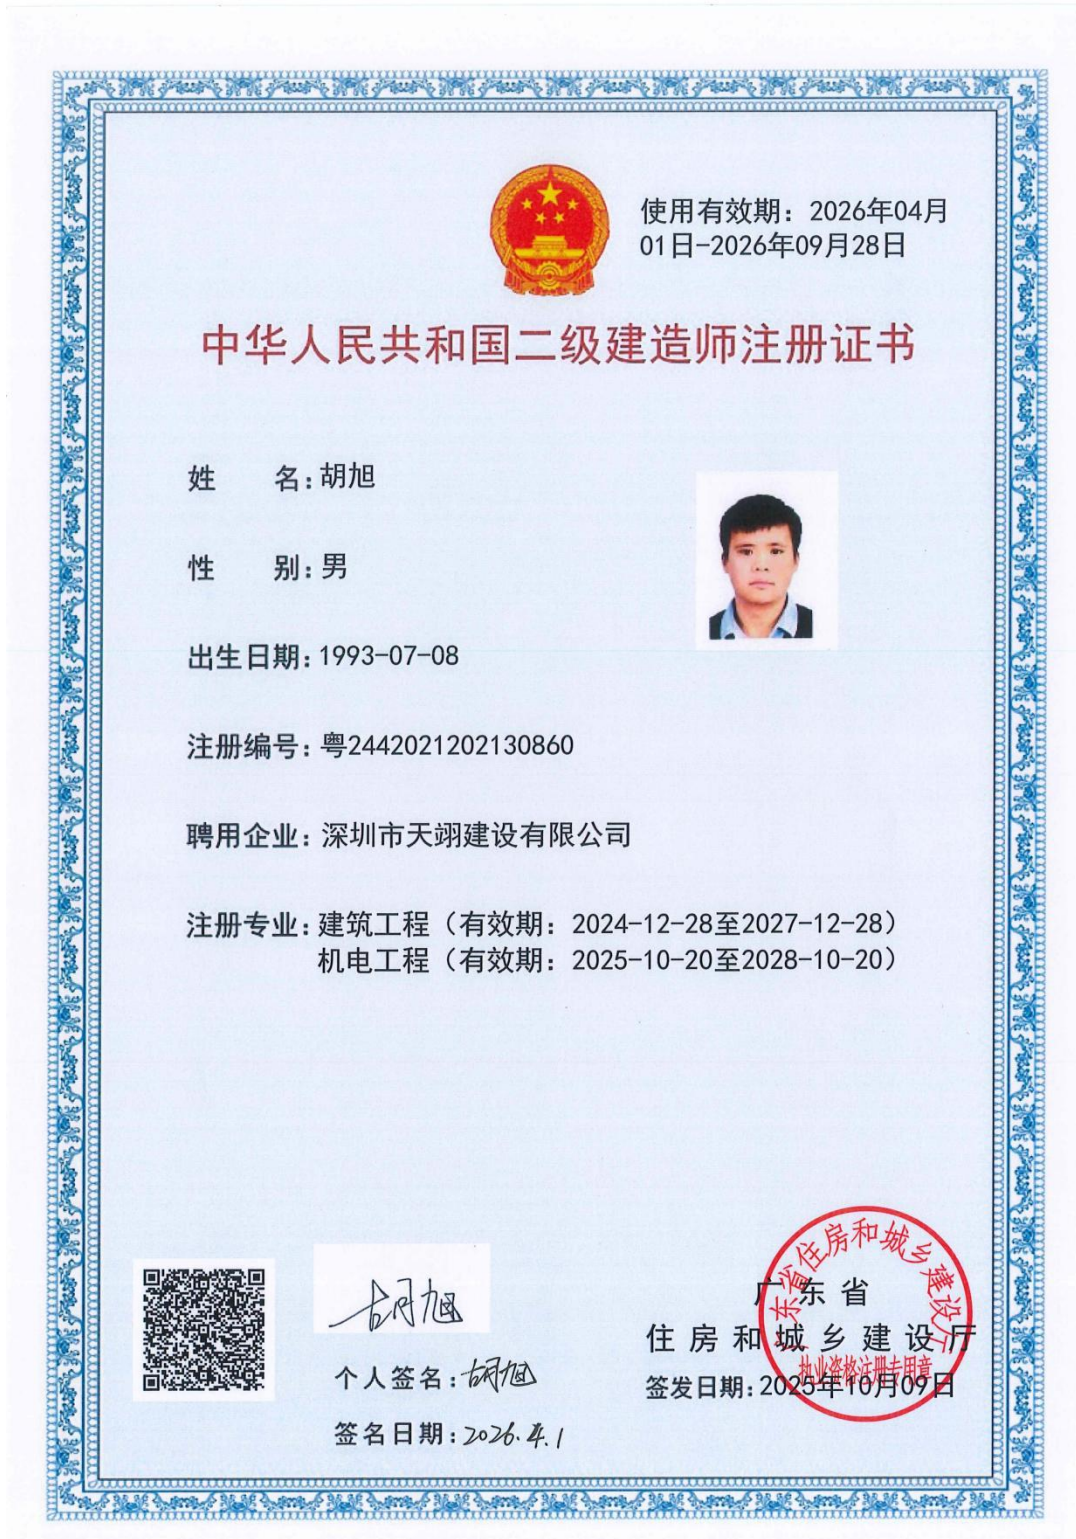 使用有效期：2026年04月
01日-2026年09月28日
中华人民共和国二级建造师注册证书
姓 名：胡旭
性 别：男
出生日期：1993-07-08
注册编号：粤2442021202130860
聘用企业：深圳市天翊建设有限公司
注册专业：建筑工程（有效期：2024-12-28至2027-12-28）
机电工程（有效期：2025-10-20至2028-10-20）
胡旭
个人签名：胡旭
签名日期：2026.4.1
广东省住房和城乡建设厅
执业资格注册专用章
广东省
住房和城乡建设厅
签发日期：2025年10月09日